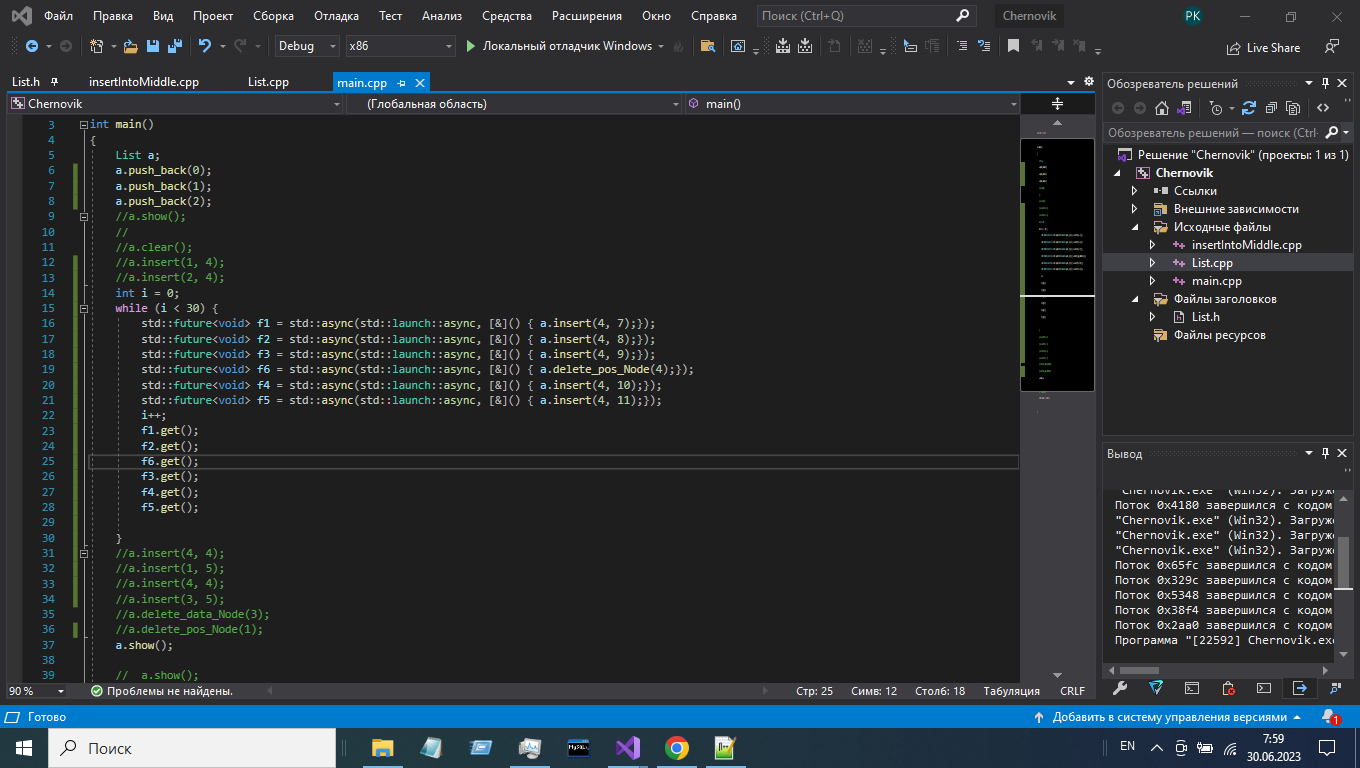 Файл Правка Вид Проект Сборка Отладка Тест Анализ Средства Расширения Окно Справка Поиск (Ctrl+Q) Chernovik PK
Debug x86 Локальный отладчик Windows Live Share
List.h insertIntoMiddle.cpp List.cpp main.cpp
Chernovik (Глобальная область) main()
3 int main()
4 {
5 List a;
6 a.push_back(0);
7 a.push_back(1);
8 a.push_back(2);
9 //a.show();
10 //
11 //a.clear();
12 //a.insert(1, 4);
13 //a.insert(2, 4);
14 int i = 0;
15 while (i < 30) {
16 std::future<void> f1 = std::async(std::launch::async, [&]() { a.insert(4, 7);});
17 std::future<void> f2 = std::async(std::launch::async, [&]() { a.insert(4, 8);});
18 std::future<void> f3 = std::async(std::launch::async, [&]() { a.insert(4, 9);});
19 std::future<void> f6 = std::async(std::launch::async, [&]() { a.delete_pos_Node(4);});
20 std::future<void> f4 = std::async(std::launch::async, [&]() { a.insert(4, 10);});
21 std::future<void> f5 = std::async(std::launch::async, [&]() { a.insert(4, 11);});
22 i++;
23 f1.get();
24 f2.get();
25 f6.get();
26 f3.get();
27 f4.get();
28 f5.get();
29
30 }
31 //a.insert(4, 4);
32 //a.insert(1, 5);
33 //a.insert(4, 4);
34 //a.insert(3, 5);
35 //a.delete_data_Node(3);
36 //a.delete_pos_Node(1);
37 a.show();
38
39 // a.show();
90 % Проблемы не найдены. Стр: 25 Симв: 12 Столб: 18 Табуляция CRLF
Обозреватель решений
Обозреватель решений — поиск (Ctrl-
Решение "Chernovik" (проекты: 1 из 1)
Chernovik
Ссылки
Внешние зависимости
Исходные файлы
insertIntoMiddle.cpp
List.cpp
main.cpp
Файлы заголовков
List.h
Файлы ресурсов
Вывод
"Chernovik.exe" (Win32). Загруже
Поток 0x4180 завершился с кодом
"Chernovik.exe" (Win32). Загруже
"Chernovik.exe" (Win32). Загруже
"Chernovik.exe" (Win32). Загруже
Поток 0x65fc завершился с кодом
Поток 0x329c завершился с кодом
Поток 0x5348 завершился с кодом
Поток 0x38f4 завершился с кодом
Поток 0x2aa0 завершился с кодом
Программа "[22592] Chernovik.exe
Готово Добавить в систему управления версиями 1
Поиск MySQL EN 7:59
30.06.2023